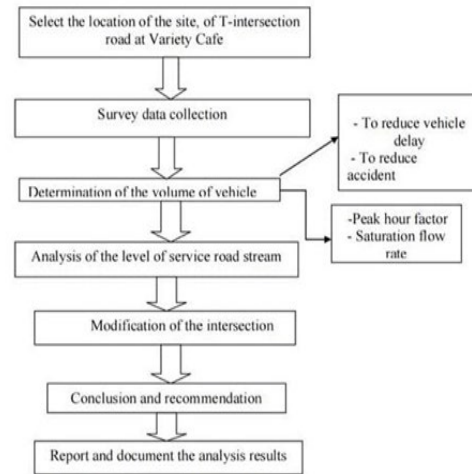 Select the location of the site, of T-intersection
road at Variety Cafe
Survey data collection
- To reduce vehicle
delay
- To reduce
accident
Determination of the volume of vehicle
-Peak hour factor
- Saturation flow
rate
Analysis of the level of service road stream
Modification of the intersection
Conclusion and recommendation
Report and document the analysis results